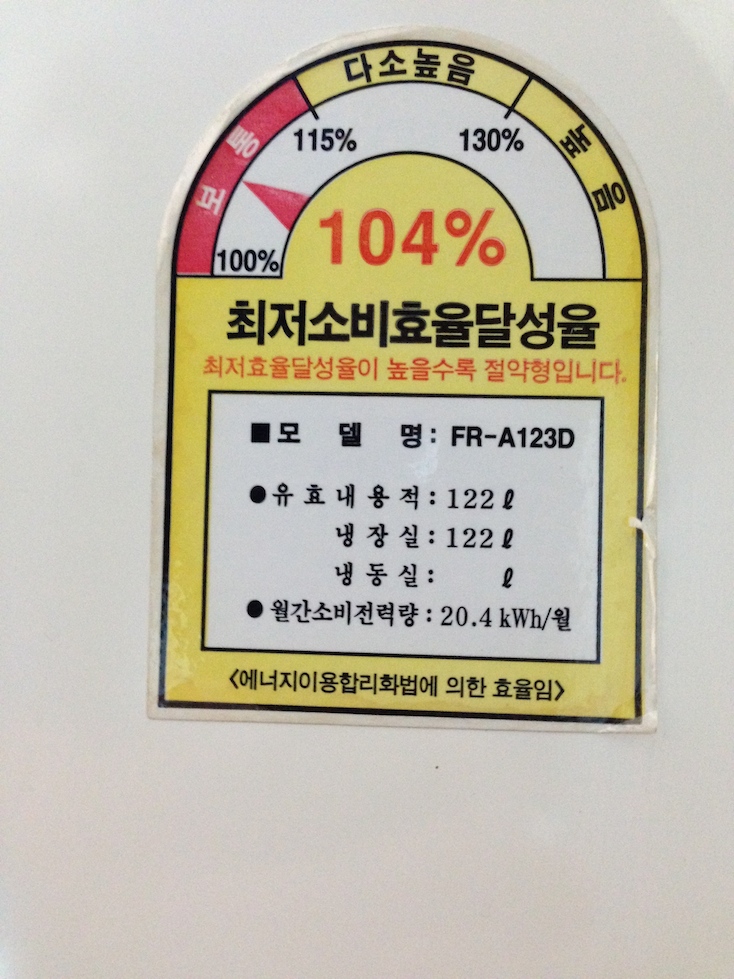 다소높음
보통
높음
115%
130%
100%
104%
최저소비효율달성율
최저효율달성율이 높을수록 절약형입니다.
■모 델 명: FR-A123D
●유효내용적: 122ℓ
냉장실: 122ℓ
냉동실: ℓ
●월간소비전력량: 20.4 kWh/월
<에너지이용합리화법에 의한 효율임>